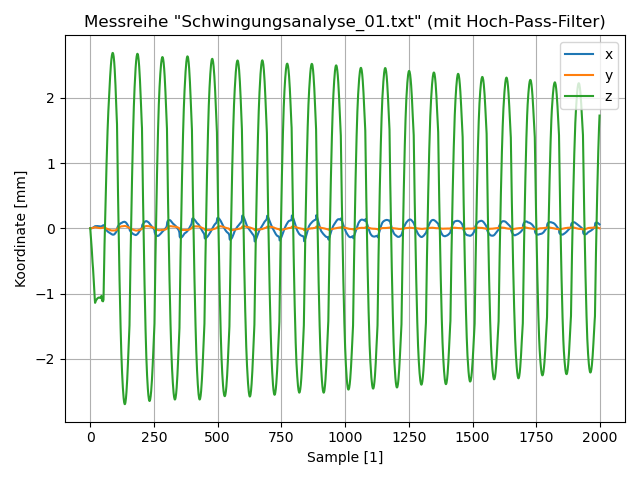 Messreihe "Schwingungsanalyse_01.txt" (mit Hoch-Pass-Filter)
x
y
z
Koordinate [mm]
2
1
0
−1
−2
0 250 500 750 1000 1250 1500 1750 2000
Sample [1]